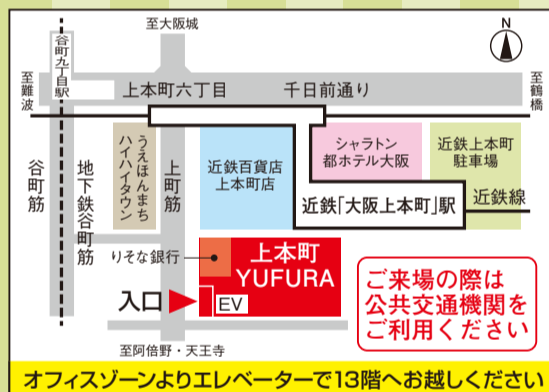 至大阪城
N
谷町九丁目駅
至難波
上本町六丁目
千日前通り
至鶴橋
谷町筋
地下鉄谷町筋
うえほんまち
ハイハイタウン
上町筋
近鉄百貨店
上本町店
シャラトン
都ホテル大阪
近鉄上本町
駐車場
近鉄「大阪上本町」駅
近鉄線
りそな銀行
上本町
YUFURA
入口
EV
ご来場の際は
公共交通機関を
ご利用ください
至阿倍野・天王寺
オフィスゾーンよりエレベーターで13階へお越しください